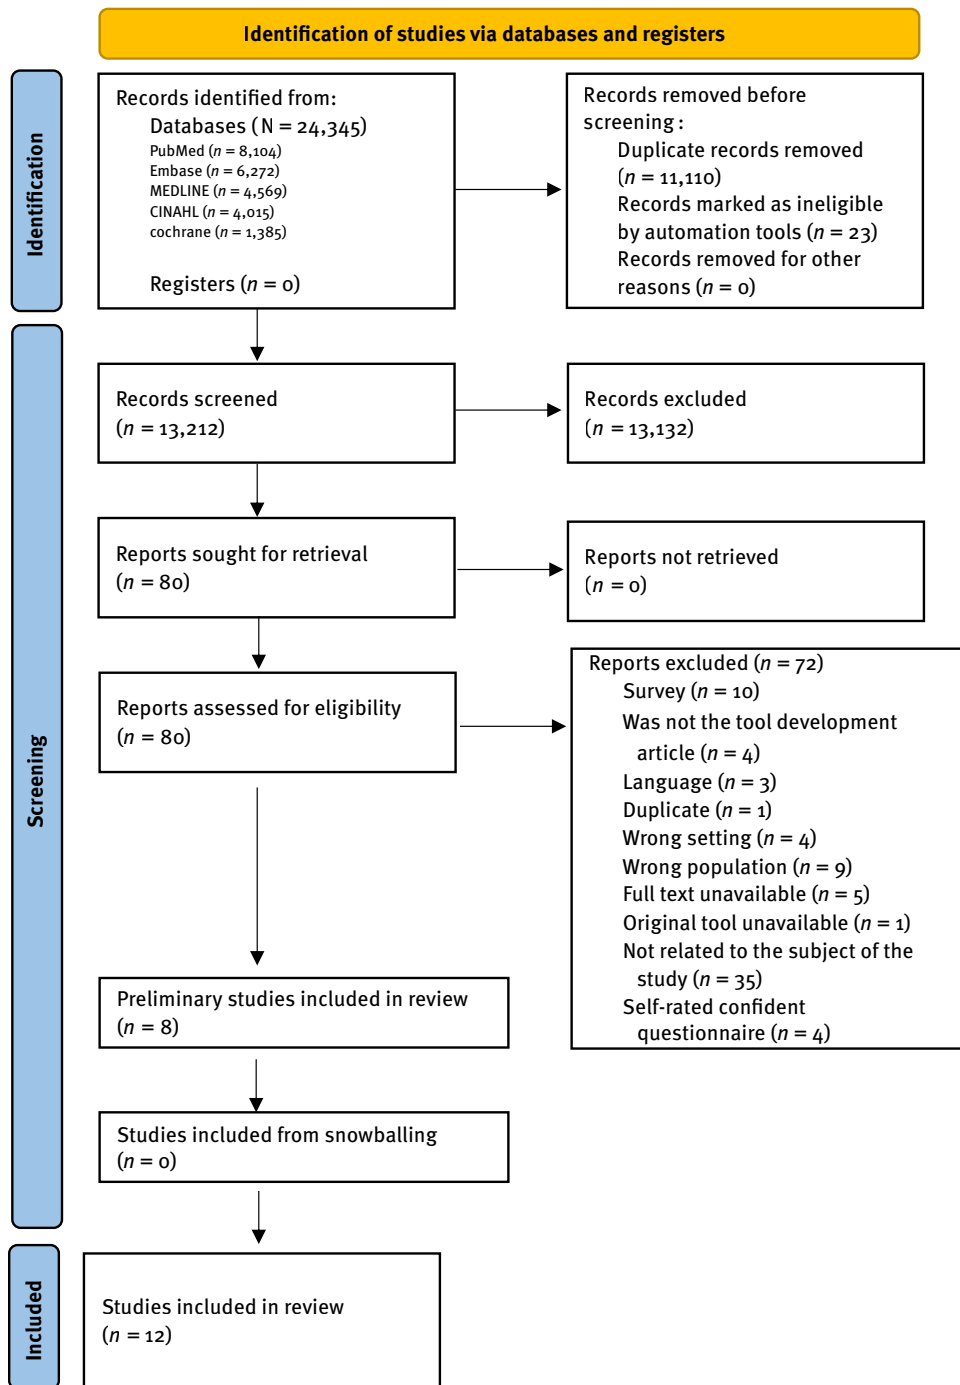 Identification of studies via databases and registers
Identification
Records identified from:
Databases (N = 24,345)
PubMed (n = 8,104)
Embase (n = 6,272)
MEDLINE (n = 4,569)
CINAHL (n = 4,015)
cochrane (n = 1,385)
Registers (n = 0)
Records removed before
screening :
Duplicate records removed
(n = 11,110)
Records marked as ineligible
by automation tools (n = 23)
Records removed for other
reasons (n = 0)
Screening
Records screened
(n = 13,212)
Records excluded
(n = 13,132)
Reports sought for retrieval
(n = 80)
Reports not retrieved
(n = 0)
Reports assessed for eligibility
(n = 80)
Reports excluded (n = 72)
Survey (n = 10)
Was not the tool development
article (n = 4)
Language (n = 3)
Duplicate (n = 1)
Wrong setting (n = 4)
Wrong population (n = 9)
Full text unavailable (n = 5)
Original tool unavailable (n = 1)
Not related to the subject of the
study (n = 35)
Self-rated confident
questionnaire (n = 4)
Preliminary studies included in review
(n = 8)
Studies included from snowballing
(n = 0)
Included
Studies included in review
(n = 12)